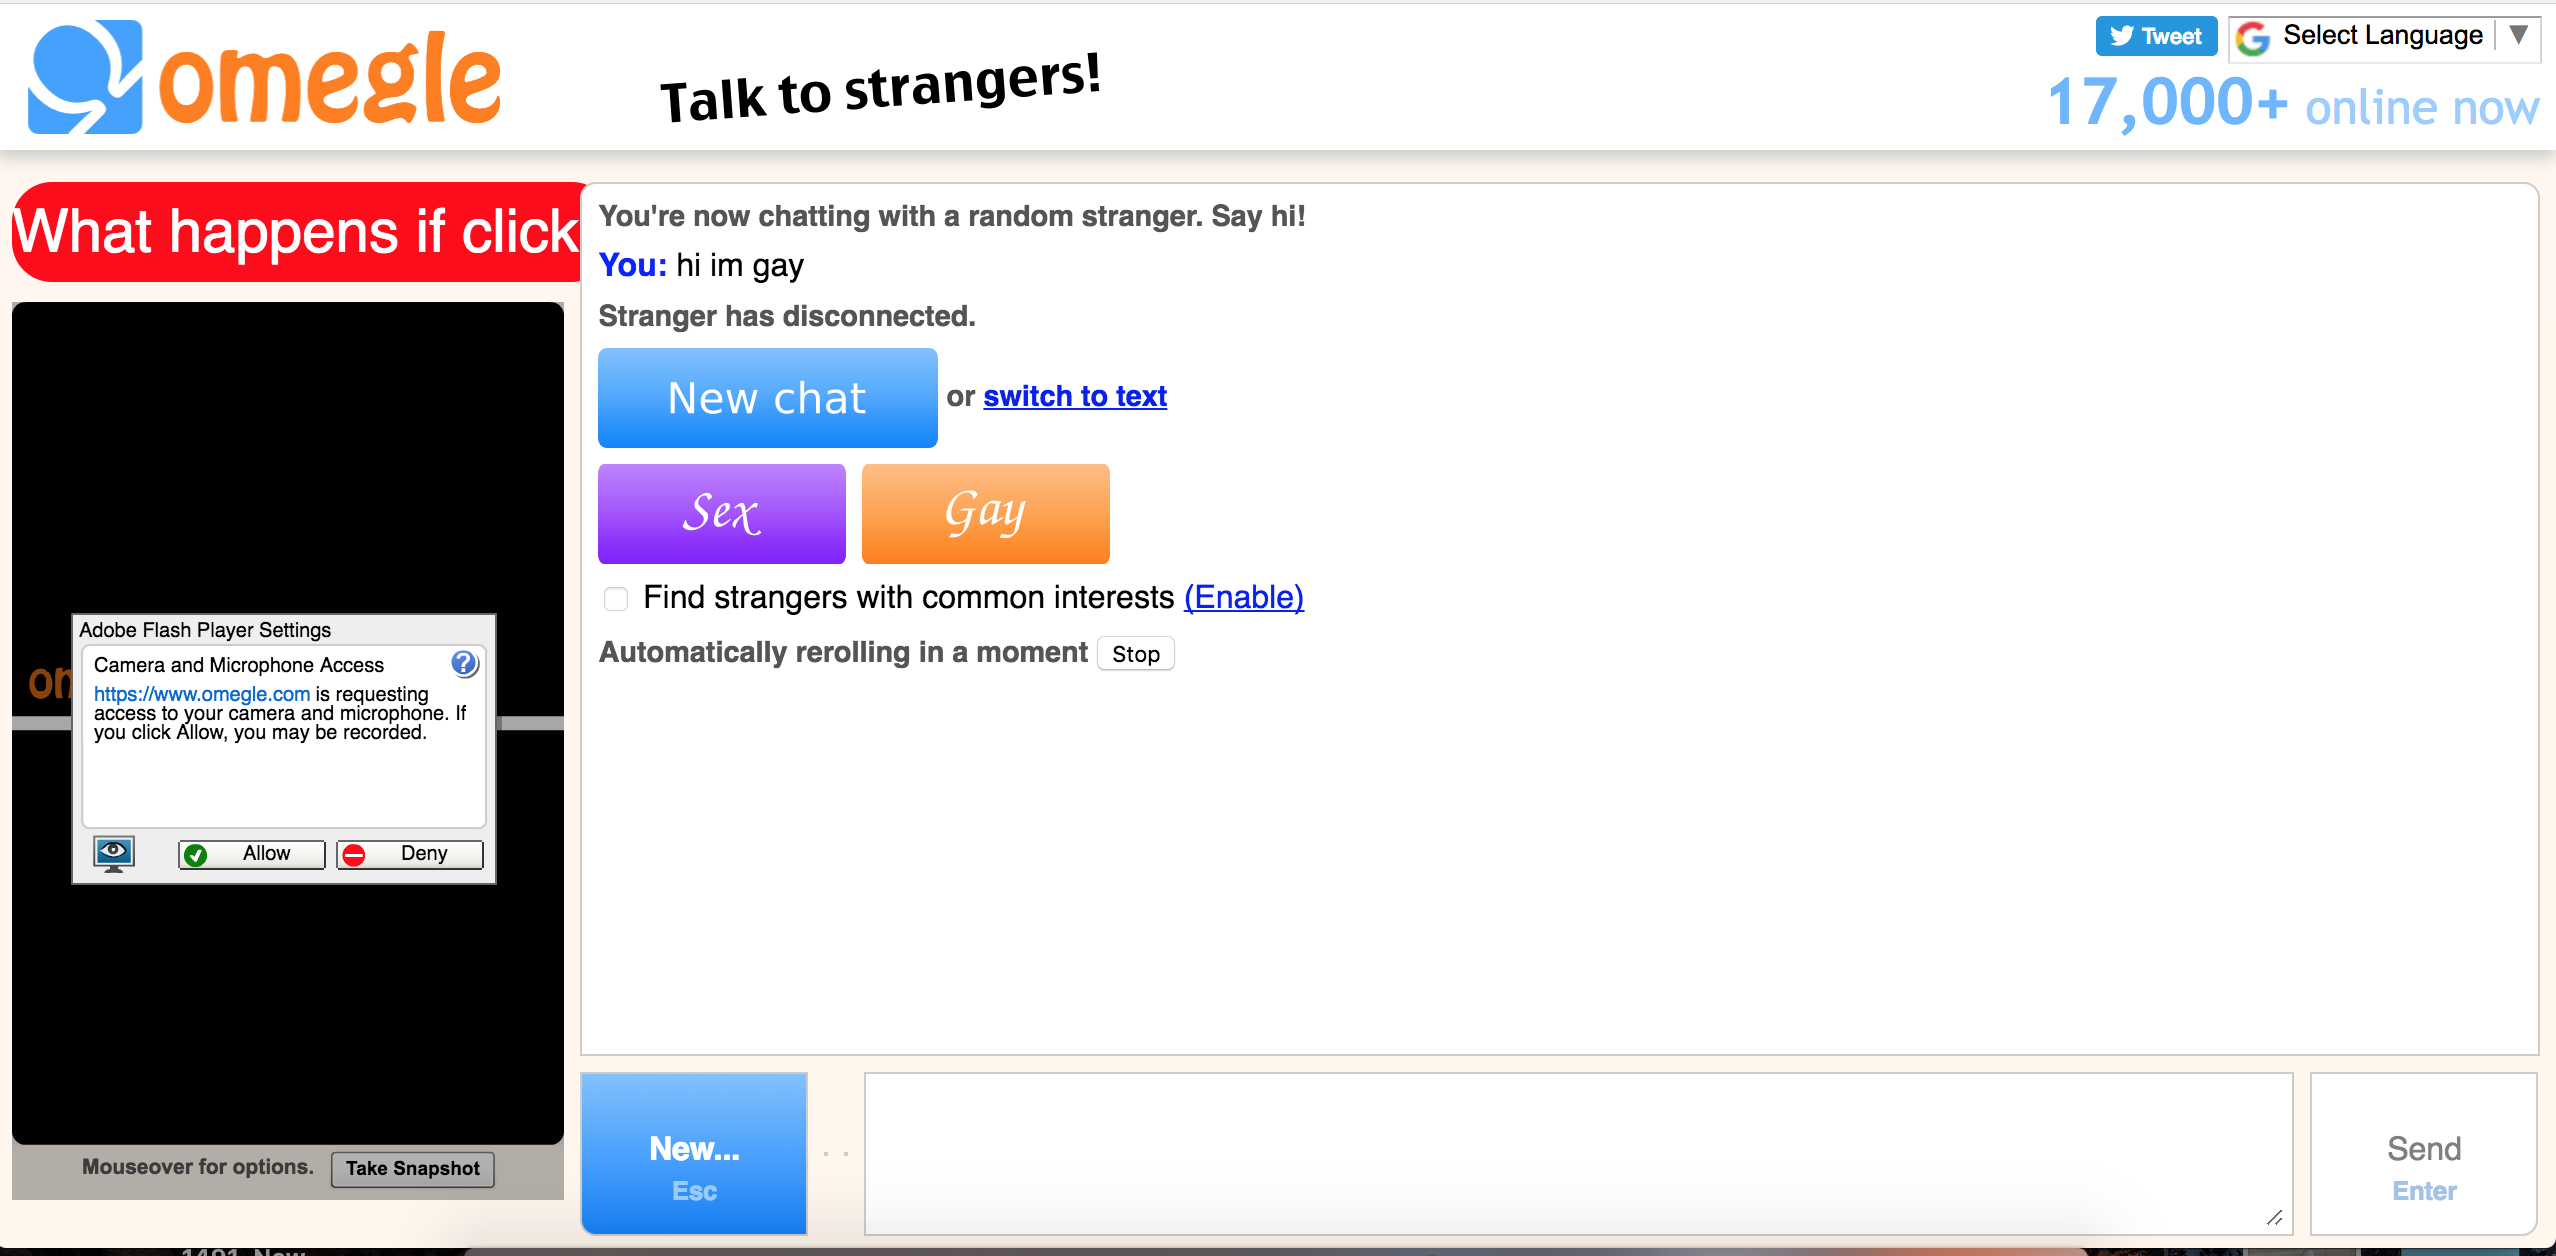 omegle
Talk to strangers!
Tweet
Select Language ▼
17,000+ online now
What happens if click
You're now chatting with a random stranger. Say hi!
You: hi im gay
Stranger has disconnected.
New chat or switch to text
Sex Gay
Find strangers with common interests (Enable)
Automatically rerolling in a moment Stop
Adobe Flash Player Settings
Camera and Microphone Access
https://www.omegle.com is requesting
access to your camera and microphone. If
you click Allow, you may be recorded.
Allow Deny
om
Mouseover for options. Take Snapshot
New...
Esc
Send
Enter